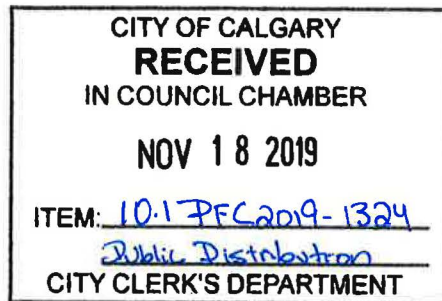 CITY OF CALGARY
RECEIVED
IN COUNCIL CHAMBER
NOV 18 2019
ITEM: 10.1 PFC2019-1324
Public Distribution
CITY CLERK'S DEPARTMENT